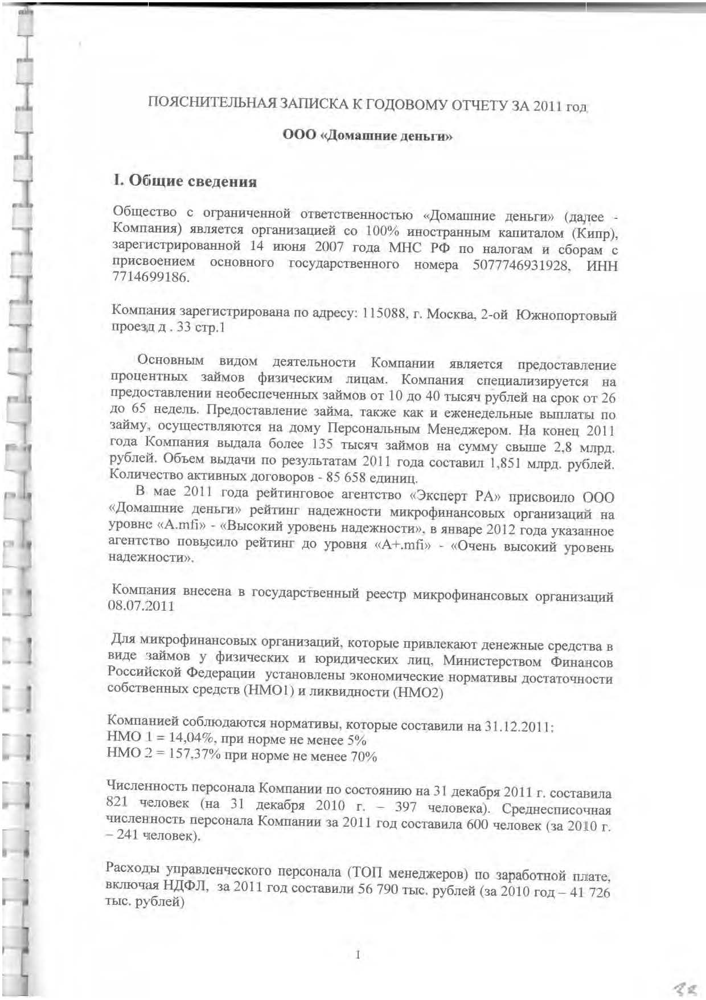 ПОЯСНИТЕЛЬНАЯ ЗАПИСКА К ГОДОВОМУ ОТЧЕТУ ЗА 2011 год
ООО «Домашние деньги»
I. Общие сведения
Общество с ограниченной ответственностью «Домашние деньги» (далее -
Компания) является организацией со 100% иностранным капиталом (Кипр),
зарегистрированной 14 июня 2007 года МНС РФ по налогам и сборам с
присвоением основного государственного номера 5077746931928, ИНН
7714699186.
Компания зарегистрирована по адресу: 115088, г. Москва, 2-ой Южнопортовый
проезд д . 33 стр.1
Основным видом деятельности Компании является предоставление
процентных займов физическим лицам. Компания специализируется на
предоставлении необеспеченных займов от 10 до 40 тысяч рублей на срок от 26
до 65 недель. Предоставление займа, также как и еженедельные выплаты по
займу, осуществляются на дому Персональным Менеджером. На конец 2011
года Компания выдала более 135 тысяч займов на сумму свыше 2,8 млрд.
рублей. Объем выдачи по результатам 2011 года составил 1,851 млрд. рублей.
Количество активных договоров - 85 658 единиц.
В мае 2011 года рейтинговое агентство «Эксперт РА» присвоило ООО
«Домашние деньги» рейтинг надежности микрофинансовых организаций на
уровне «A.mfi» - «Высокий уровень надежности», в январе 2012 года указанное
агентство повысило рейтинг до уровня «A+.mfi» - «Очень высокий уровень
надежности».
Компания внесена в государственный реестр микрофинансовых организаций
08.07.2011
Для микрофинансовых организаций, которые привлекают денежные средства в
виде займов у физических и юридических лиц, Министерством Финансов
Российской Федерации установлены экономические нормативы достаточности
собственных средств (НМО1) и ликвидности (НМО2)
Компанией соблюдаются нормативы, которые составили на 31.12.2011:
НМО 1 = 14,04%, при норме не менее 5%
НМО 2 = 157,37% при норме не менее 70%
Численность персонала Компании по состоянию на 31 декабря 2011 г. составила
821 человек (на 31 декабря 2010 г. – 397 человека). Среднесписочная
численность персонала Компании за 2011 год составила 600 человек (за 2010 г.
– 241 человек).
Расходы управленческого персонала (ТОП менеджеров) по заработной плате,
включая НДФЛ, за 2011 год составили 56 790 тыс. рублей (за 2010 год – 41 726
тыс. рублей)
1